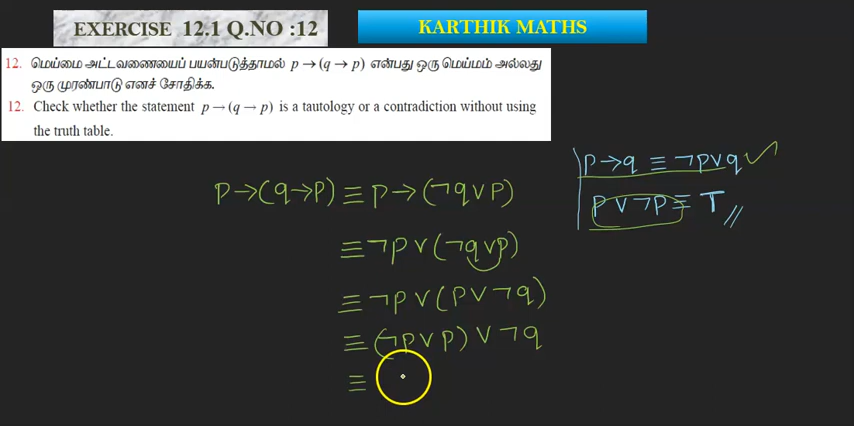 EXERCISE 12.1 Q.NO :12
KARTHIK MATHS
12. மெய்மை அட்டவணையைப் பயன்படுத்தாமல் p → (q → p) என்பது ஒரு மெய்மம் அல்லது
ஒரு முரண்பாடு எனச் சோதிக்க.
12. Check whether the statement p → (q → p) is a tautology or a contradiction without using
the truth table.
p → q ≡ ¬p ∨ q ✓
p ∨ ¬p ≡ T //
p → (q → p) ≡ p → (¬q ∨ p)
≡ ¬p ∨ (¬q ∨ p)
≡ ¬p ∨ (p ∨ ¬q)
≡ (¬p ∨ p) ∨ ¬q
≡